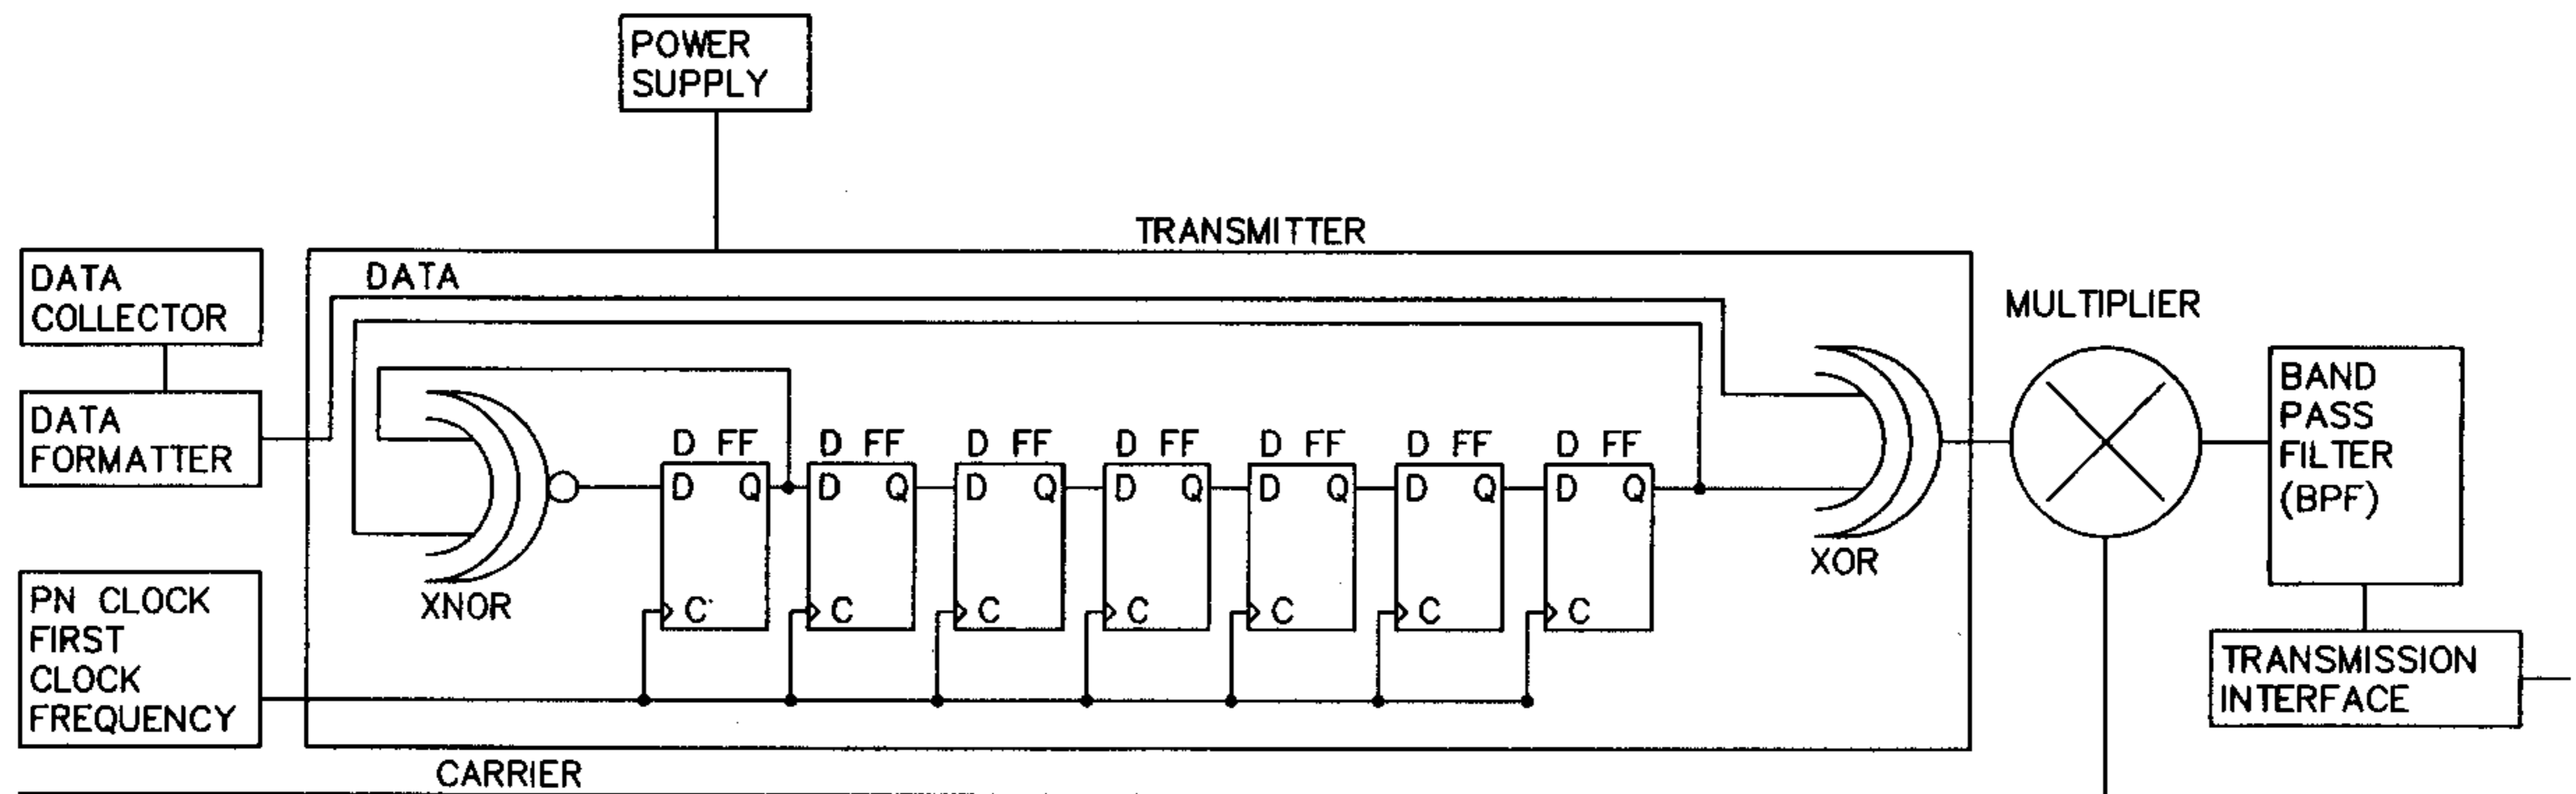 POWER
SUPPLY
TRANSMITTER
DATA
COLLECTOR
DATA
MULTIPLIER
DATA
FORMATTER
BAND
PASS
FILTER
(BPF)
D FF
D FF
D FF
D FF
D FF
D FF
D FF
D Q
D Q
D Q
D Q
D Q
D Q
D Q
C
C
C
C
C
C
C
XNOR
XOR
PN CLOCK
FIRST
CLOCK
FREQUENCY
TRANSMISSION
INTERFACE
CARRIER